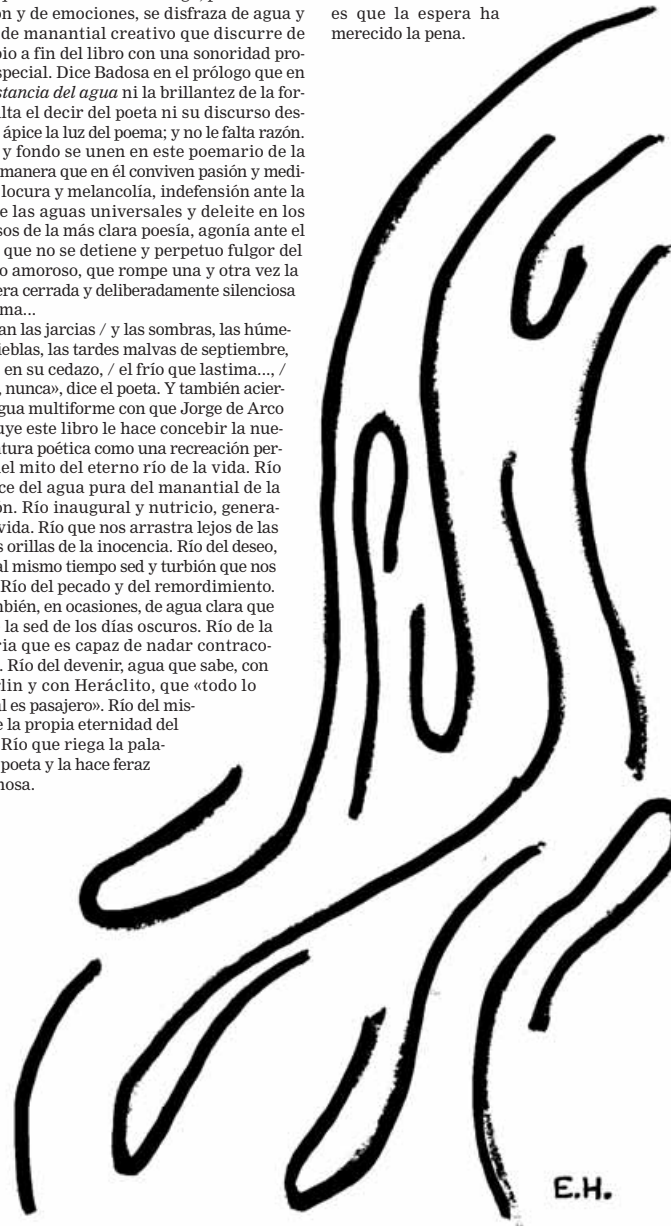 ón y de emociones, se disfraza de agua y
de manantial creativo que discurre de
pio a fin del libro con una sonoridad pro-
special. Dice Badosa en el prólogo que en
stancia del agua ni la brillantez de la for-
ulta el decir del poeta ni su discurso des-
ápice la luz del poema; y no le falta razón.
y fondo se unen en este poemario de la
manera que en él conviven pasión y medi-
locura y melancolía, indefensión ante la
e las aguas universales y deleite en los
sos de la más clara poesía, agonía ante el
que no se detiene y perpetuo fulgor del
o amoroso, que rompe una y otra vez la
era cerrada y deliberadamente silenciosa
ma...
an las jarcias / y las sombras, las húme-
ieblas, las tardes malvas de septiembre,
en su cedazo, / el frío que lastima..., /
, nunca», dice el poeta. Y también acier-
gua multiforme con que Jorge de Arco
uye este libro le hace concebir la nue-
tura poética como una recreación per-
del mito del eterno río de la vida. Río
ce del agua pura del manantial de la
ón. Río inaugural y nutricio, genera-
vida. Río que nos arrastra lejos de las
s orillas de la inocencia. Río del deseo,
al mismo tiempo sed y turbión que nos
Río del pecado y del remordimiento.
mbién, en ocasiones, de agua clara que
la sed de los días oscuros. Río de la
ria que es capaz de nadar contraco-
. Río del devenir, agua que sabe, con
rlin y con Heráclito, que «todo lo
al es pasajero». Río del mis-
e la propia eternidad del
Río que riega la pala-
poeta y la hace feraz
nosa.
es que la espera ha
merecido la pena.
E.H.